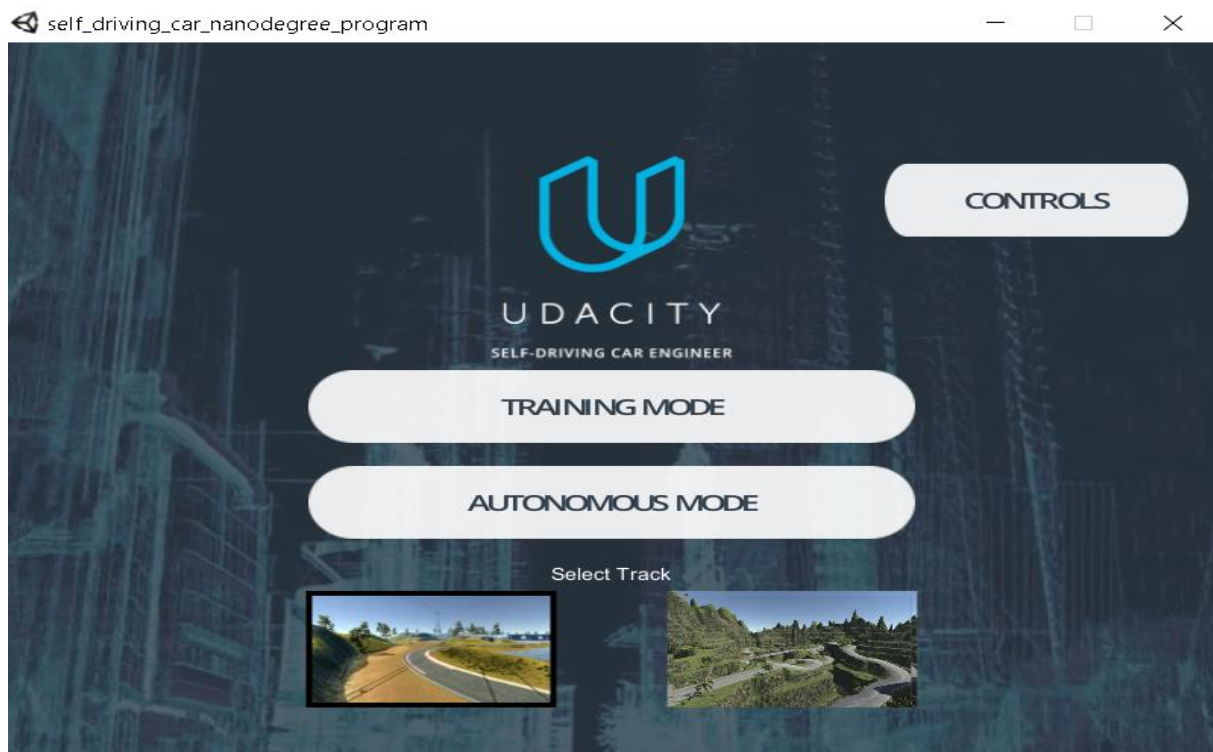 self_driving_car_nanodegree_program
CONTROLS
UDACITY
SELF-DRIVING CAR ENGINEER
TRAINING MODE
AUTONOMOUS MODE
Select Track